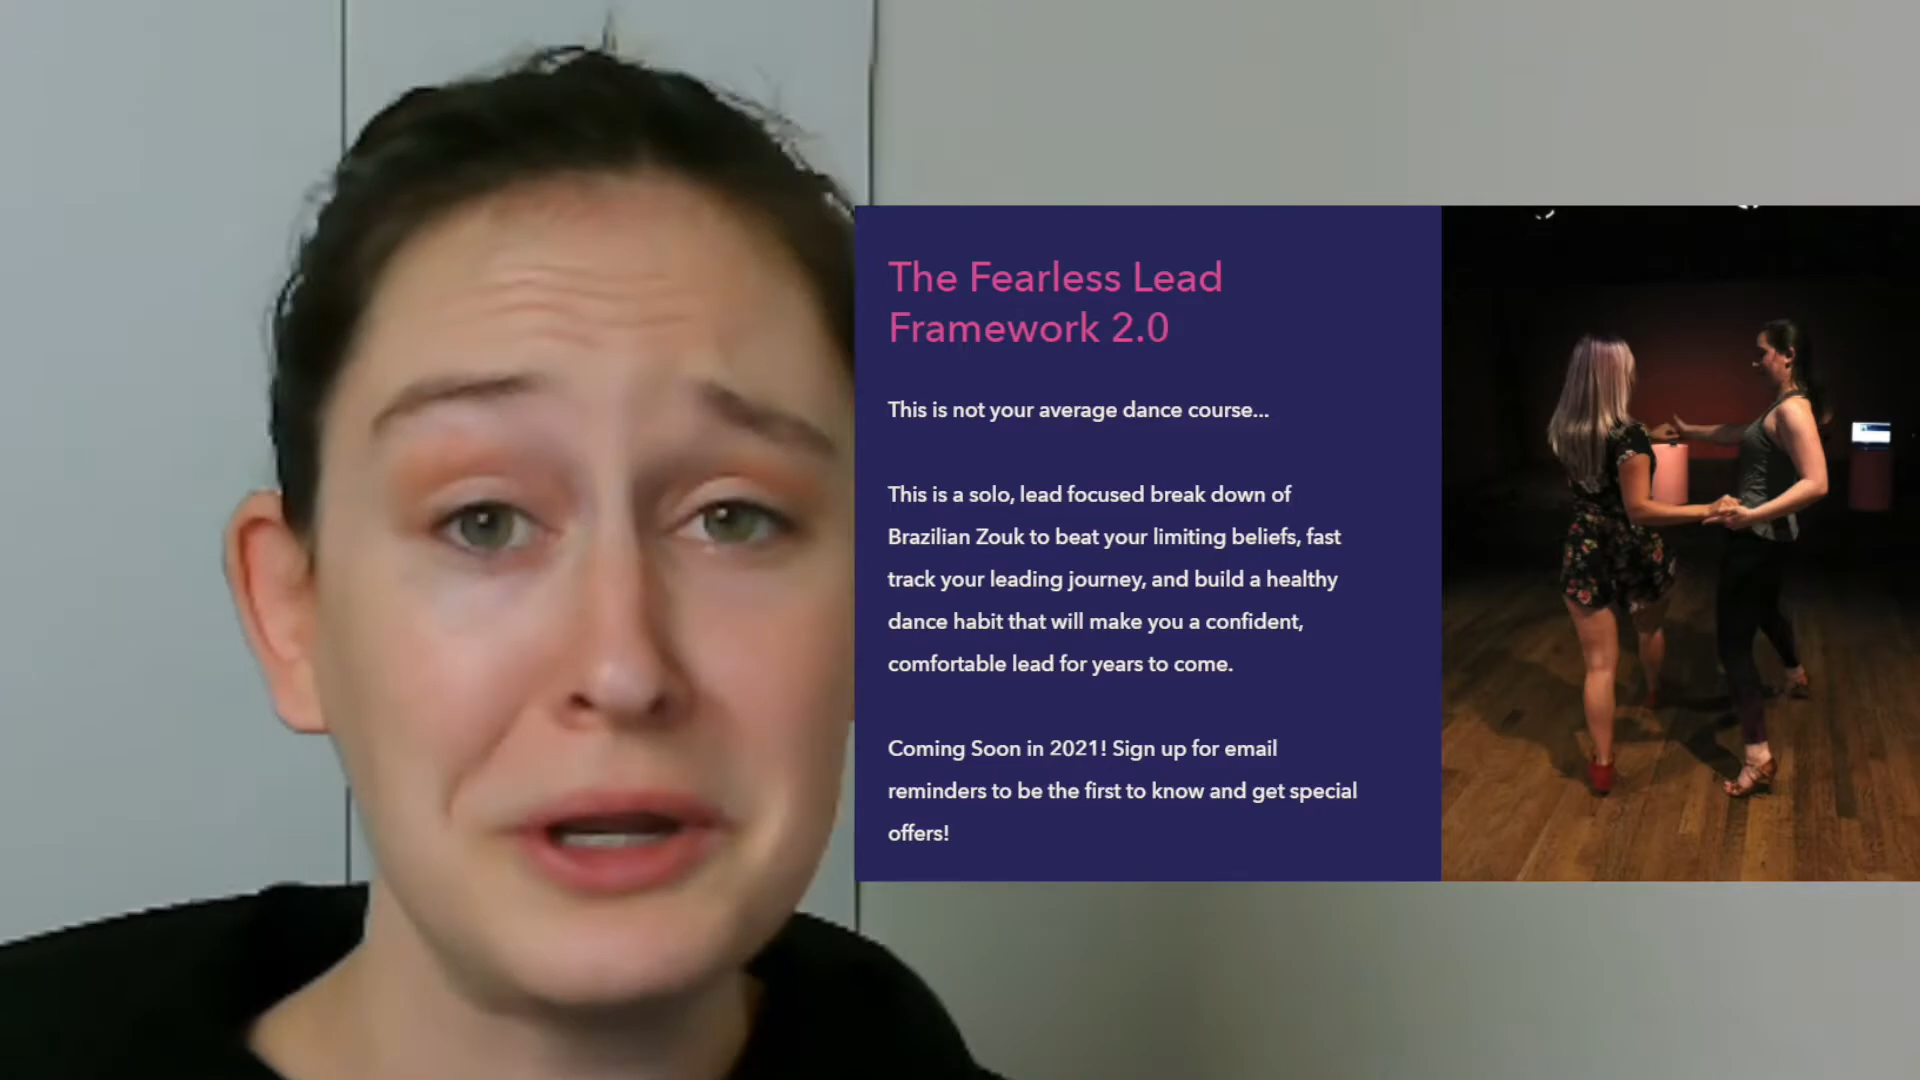 The Fearless Lead
Framework 2.0
This is not your average dance course...
This is a solo, lead focused break down of
Brazilian Zouk to beat your limiting beliefs, fast
track your leading journey, and build a healthy
dance habit that will make you a confident,
comfortable lead for years to come.
Coming Soon in 2021! Sign up for email
reminders to be the first to know and get special
offers!